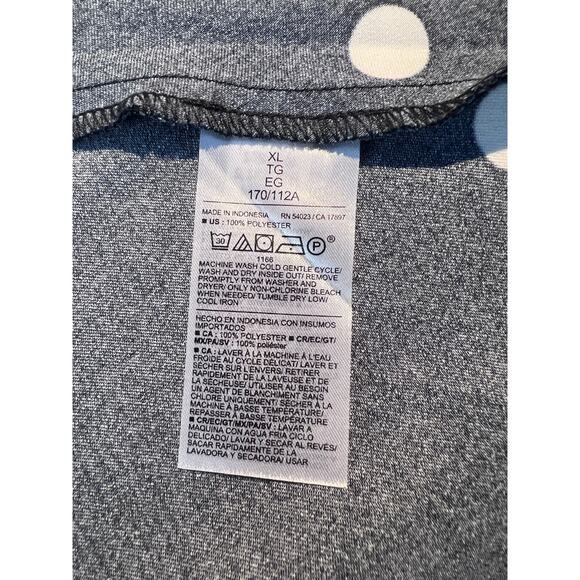 XL
TG
EG
170/112A
MADE IN INDONESIA RN 54023 / CA 17897
■ US : 100% POLYESTER
30 P ®
1166
MACHINE WASH COLD GENTLE CYCLE/
WASH AND DRY INSIDE OUT/ REMOVE
PROMPTLY FROM WASHER AND
DRYER/ ONLY NON-CHLORINE BLEACH
WHEN NEEDED/ TUMBLE DRY LOW/
COOL IRON
HECHO EN INDONESIA CON INSUMOS
IMPORTADOS
■ CA : 100% POLYESTER ■ CR/EC/GT/
MX/PA/SV : 100% poliéster
■ CA : LAVER À LA MACHINE À L'EAU
FROIDE AU CYCLE DÉLICAT/ LAVER ET
SÉCHER SUR L'ENVERS/ RETIRER
RAPIDEMENT DE LA LAVEUSE ET DE
LA SÉCHEUSE/ UTILISER AU BESOIN
UN AGENT DE BLANCHIMENT SANS
CHLORE UNIQUEMENT/ SÉCHER À LA
MACHINE À BASSE TEMPÉRATURE/
REPASSER À BASSE TEMPÉRATURE
■ CR/EC/GT/MX/PA/SV : LAVAR A
MAQUINA CON AGUA FRIA CICLO
DELICADO/ LAVAR Y SECAR AL REVÉS/
SACAR RAPIDAMENTE DE LA
LAVADORA Y SECADORA/ USAR